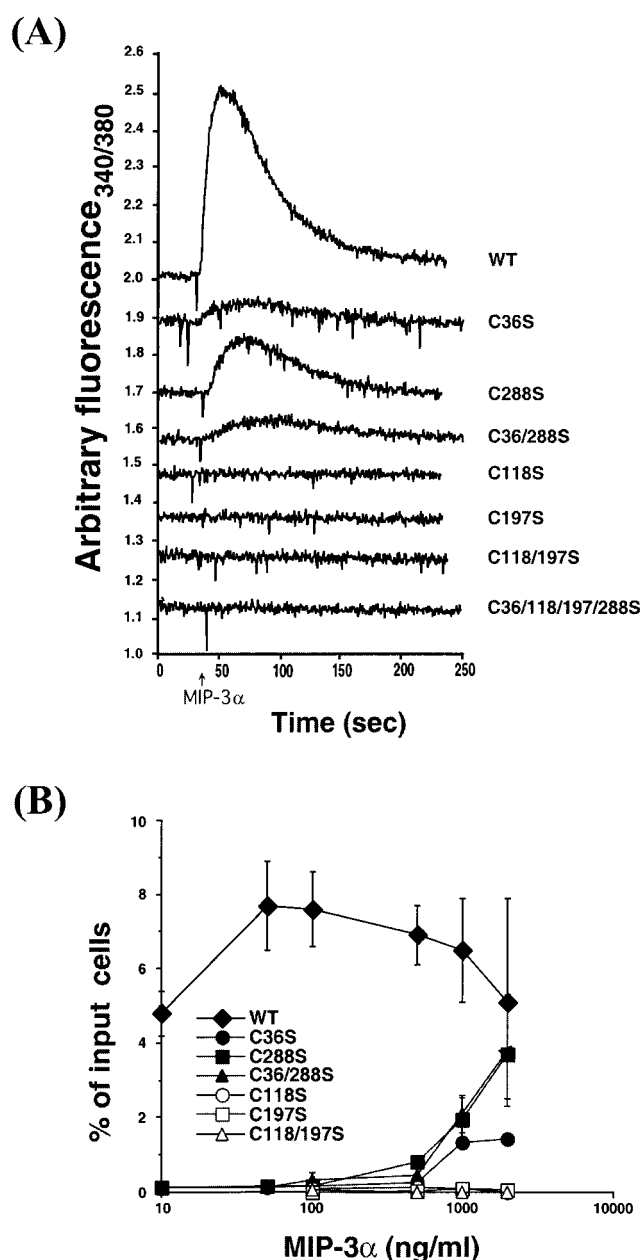 (A)
Arbitrary fluorescence340/380
2.6
2.5
2.4
2.3
2.2
2.1
2.0
1.9
1.8
1.7
1.6
1.5
1.4
1.3
1.2
1.1
1.0
WT
C36S
C288S
C36/288S
C118S
C197S
C118/197S
C36/118/197/288S
0 50 100 150 200 250
↑
MIP-3α
Time (sec)
(B)
% of input cells
10
8
6
4
2
0
WT
C36S
C288S
C36/288S
C118S
C197S
C118/197S
10 100 1000 10000
MIP-3α (ng/ml)